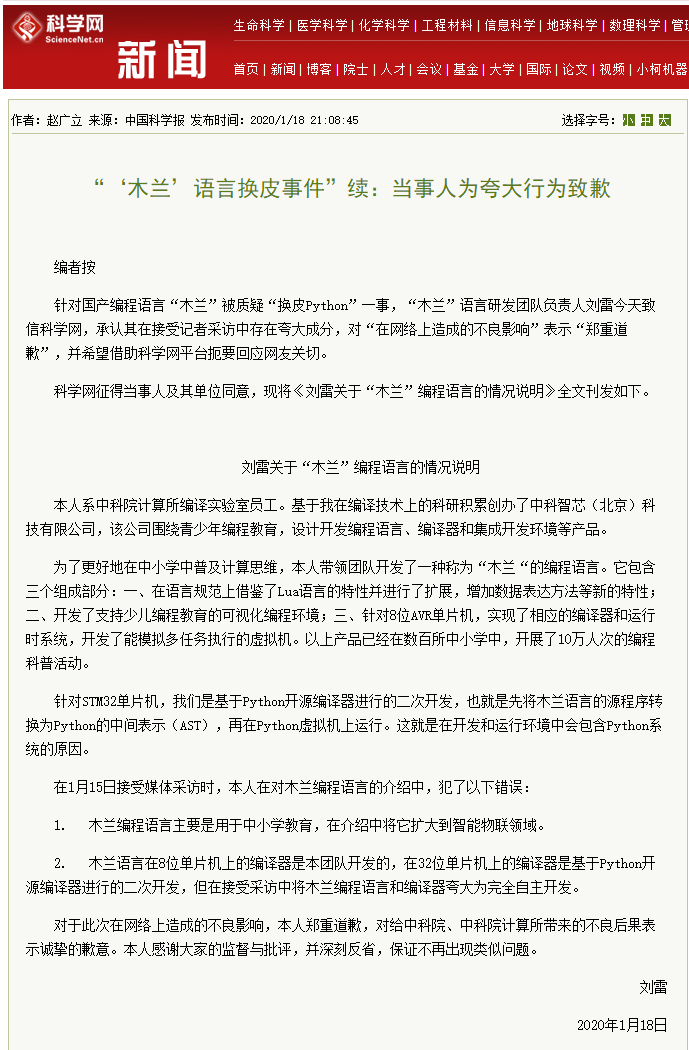 科学网
ScienceNet.cn
新闻
生命科学 | 医学科学 | 化学科学 | 工程材料 | 信息科学 | 地球科学 | 数理科学 | 管理
首页 | 新闻 | 博客 | 院士 | 人才 | 会议 | 基金 | 大学 | 国际 | 论文 | 视频 | 小柯机器
作者：赵广立 来源：中国科学报 发布时间：2020/1/18 21:08:45
选择字号：小 中 大
“‘木兰’语言换皮事件”续：当事人为夸大行为致歉
编者按
针对国产编程语言“木兰”被质疑“换皮Python”一事，“木兰”语言研发团队负责人刘雷今天致
信科学网，承认其在接受记者采访中存在夸大成分，对“在网络上造成的不良影响”表示“郑重道
歉”，并希望借助科学网平台扼要回应网友关切。
科学网征得当事人及其单位同意，现将《刘雷关于“木兰”编程语言的情况说明》全文刊发如下。
刘雷关于“木兰”编程语言的情况说明
本人系中科院计算所编译实验室员工。基于我在编译技术上的科研积累创办了中科智芯（北京）科
技有限公司，该公司围绕青少年编程教育，设计开发编程语言、编译器和集成开发环境等产品。
为了更好地在中小学中普及计算思维，本人带领团队开发了一种称为“木兰“的编程语言。它包含
三个组成部分：一、在语言规范上借鉴了Lua语言的特性并进行了扩展，增加数据表达方法等新的特性；
二、开发了支持少儿编程教育的可视化编程环境；三、针对8位AVR单片机，实现了相应的编译器和运行
时系统，开发了能模拟多任务执行的虚拟机。以上产品已经在数百所中小学中，开展了10万人次的编程
科普活动。
针对STM32单片机，我们是基于Python开源编译器进行的二次开发，也就是先将木兰语言的源程序转
换为Python的中间表示（AST），再在Python虚拟机上运行。这就是在开发和运行环境中会包含Python系
统的原因。
在1月15日接受媒体采访时，本人在对木兰编程语言的介绍中，犯了以下错误：
1. 木兰编程语言主要是用于中小学教育，在介绍中将它扩大到智能物联领域。
2. 木兰语言在8位单片机上的编译器是本团队开发的，在32位单片机上的编译器是基于Python开
源编译器进行的二次开发，但在接受采访中将木兰编程语言和编译器夸大为完全自主开发。
对于此次在网络上造成的不良影响，本人郑重道歉，对给中科院、中科院计算所带来的不良后果表
示诚挚的歉意。本人感谢大家的监督与批评，并深刻反省，保证不再出现类似问题。
刘雷
2020年1月18日